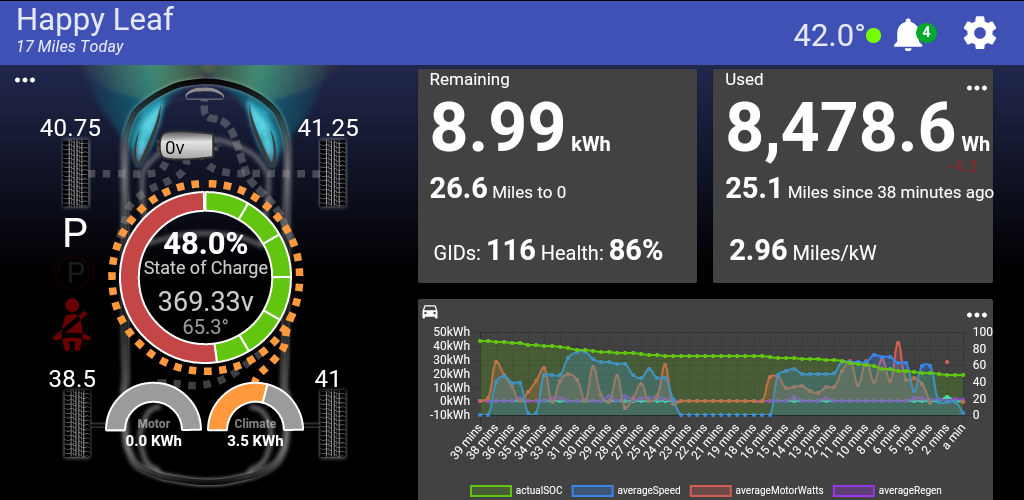 Happy Leaf
17 Miles Today
42.0°
4
40.75
41.25
0v
P
P
48.0%
State of Charge
369.33v
65.3°
38.5
41
Motor
0.0 KWh
Climate
3.5 KWh
Remaining
8.99 kWh
26.6 Miles to 0
GIDs: 116 Health: 86%
Used
8,478.6 Wh
-4.2
25.1 Miles since 38 minutes ago
2.96 Miles/kW
50kWh
40kWh
30kWh
20kWh
10kWh
0kWh
-10kWh
100
80
60
40
20
0
39 mins
38 mins
36 mins
35 mins
34 mins
33 mins
31 mins
30 mins
29 mins
28 mins
27 mins
25 mins
24 mins
23 mins
22 mins
21 mins
19 mins
18 mins
16 mins
15 mins
14 mins
13 mins
12 mins
11 mins
10 mins
8 mins
6 mins
5 mins
3 mins
2 mins
a min
actualSOC
averageSpeed
averageMotorWatts
averageRegen